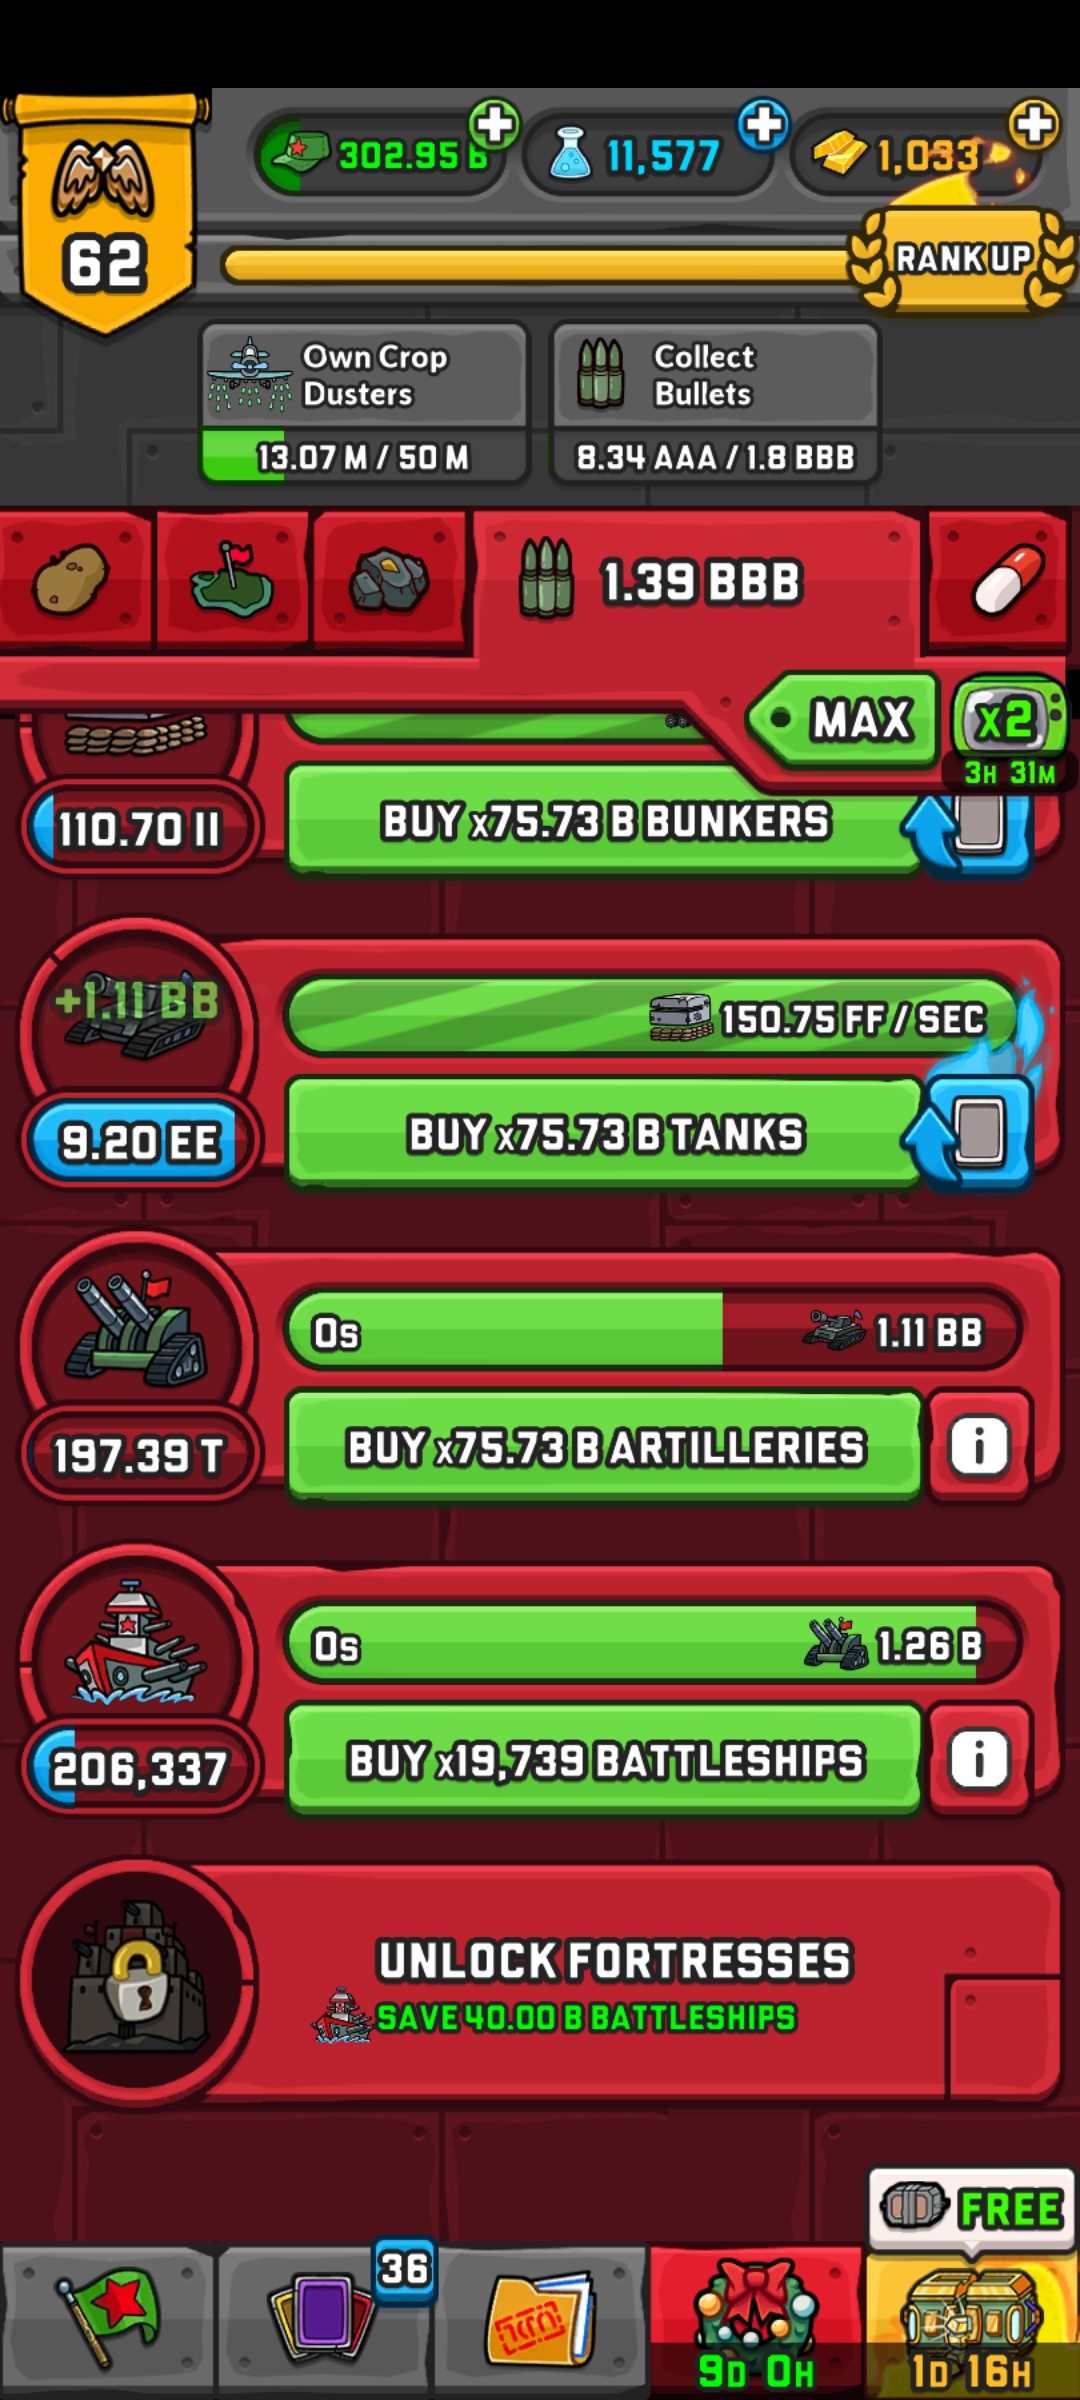 302.95 B
11,577
1,033
62
RANK UP
Own Crop
Dusters
13.07 M / 50 M
Collect
Bullets
8.34 AAA / 1.8 BBB
1.39 BBB
MAX
x2
3H 31M
110.70 II
BUY x75.73 B BUNKERS
+1.11 BB
150.75 FF / SEC
9.20 EE
BUY x75.73 B TANKS
0s
1.11 BB
197.39 T
BUY x75.73 B ARTILLERIES
i
0s
1.26 B
206,337
BUY x19,739 BATTLESHIPS
i
UNLOCK FORTRESSES
SAVE 40.00 B BATTLESHIPS
FREE
36
9D 0H
1D 16H